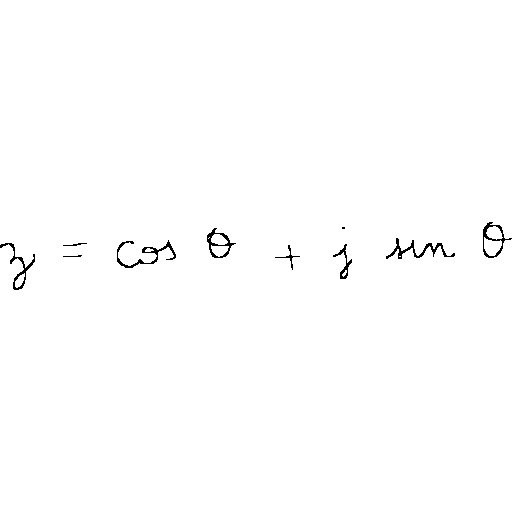 z = cos θ + j sin θ